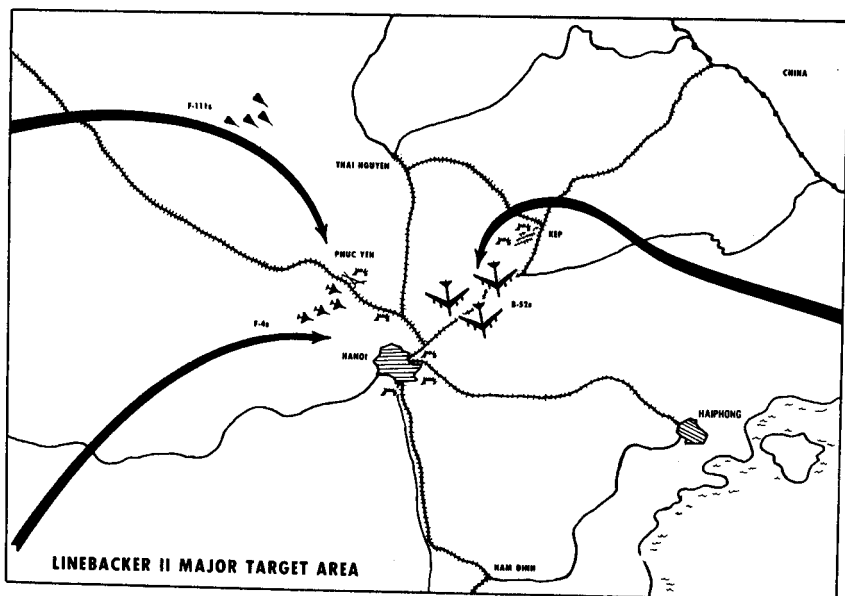 CHINA
F-111s
THAI NGUYEN
KEP
PHUC YEN
B-52s
F-4s
HANOI
HAIPHONG
NAM DINH
LINEBACKER II MAJOR TARGET AREA